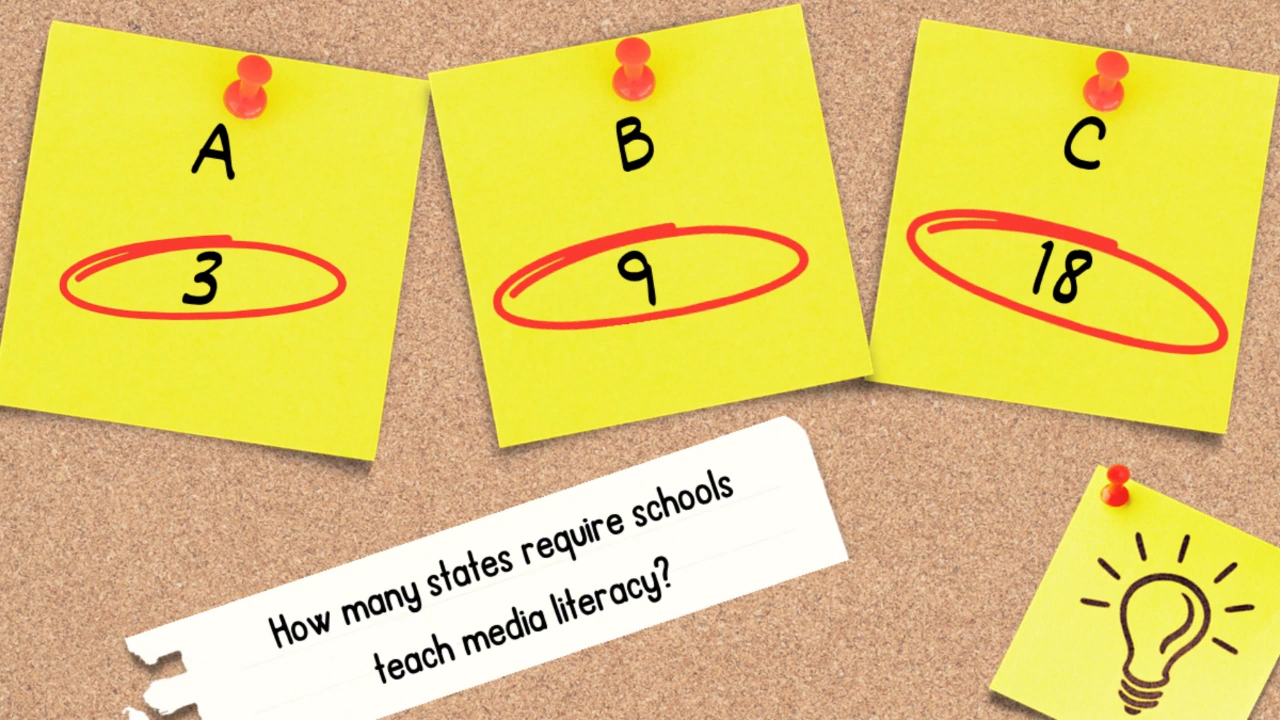 A
3
B
9
C
18
How many states require schools
teach media literacy?